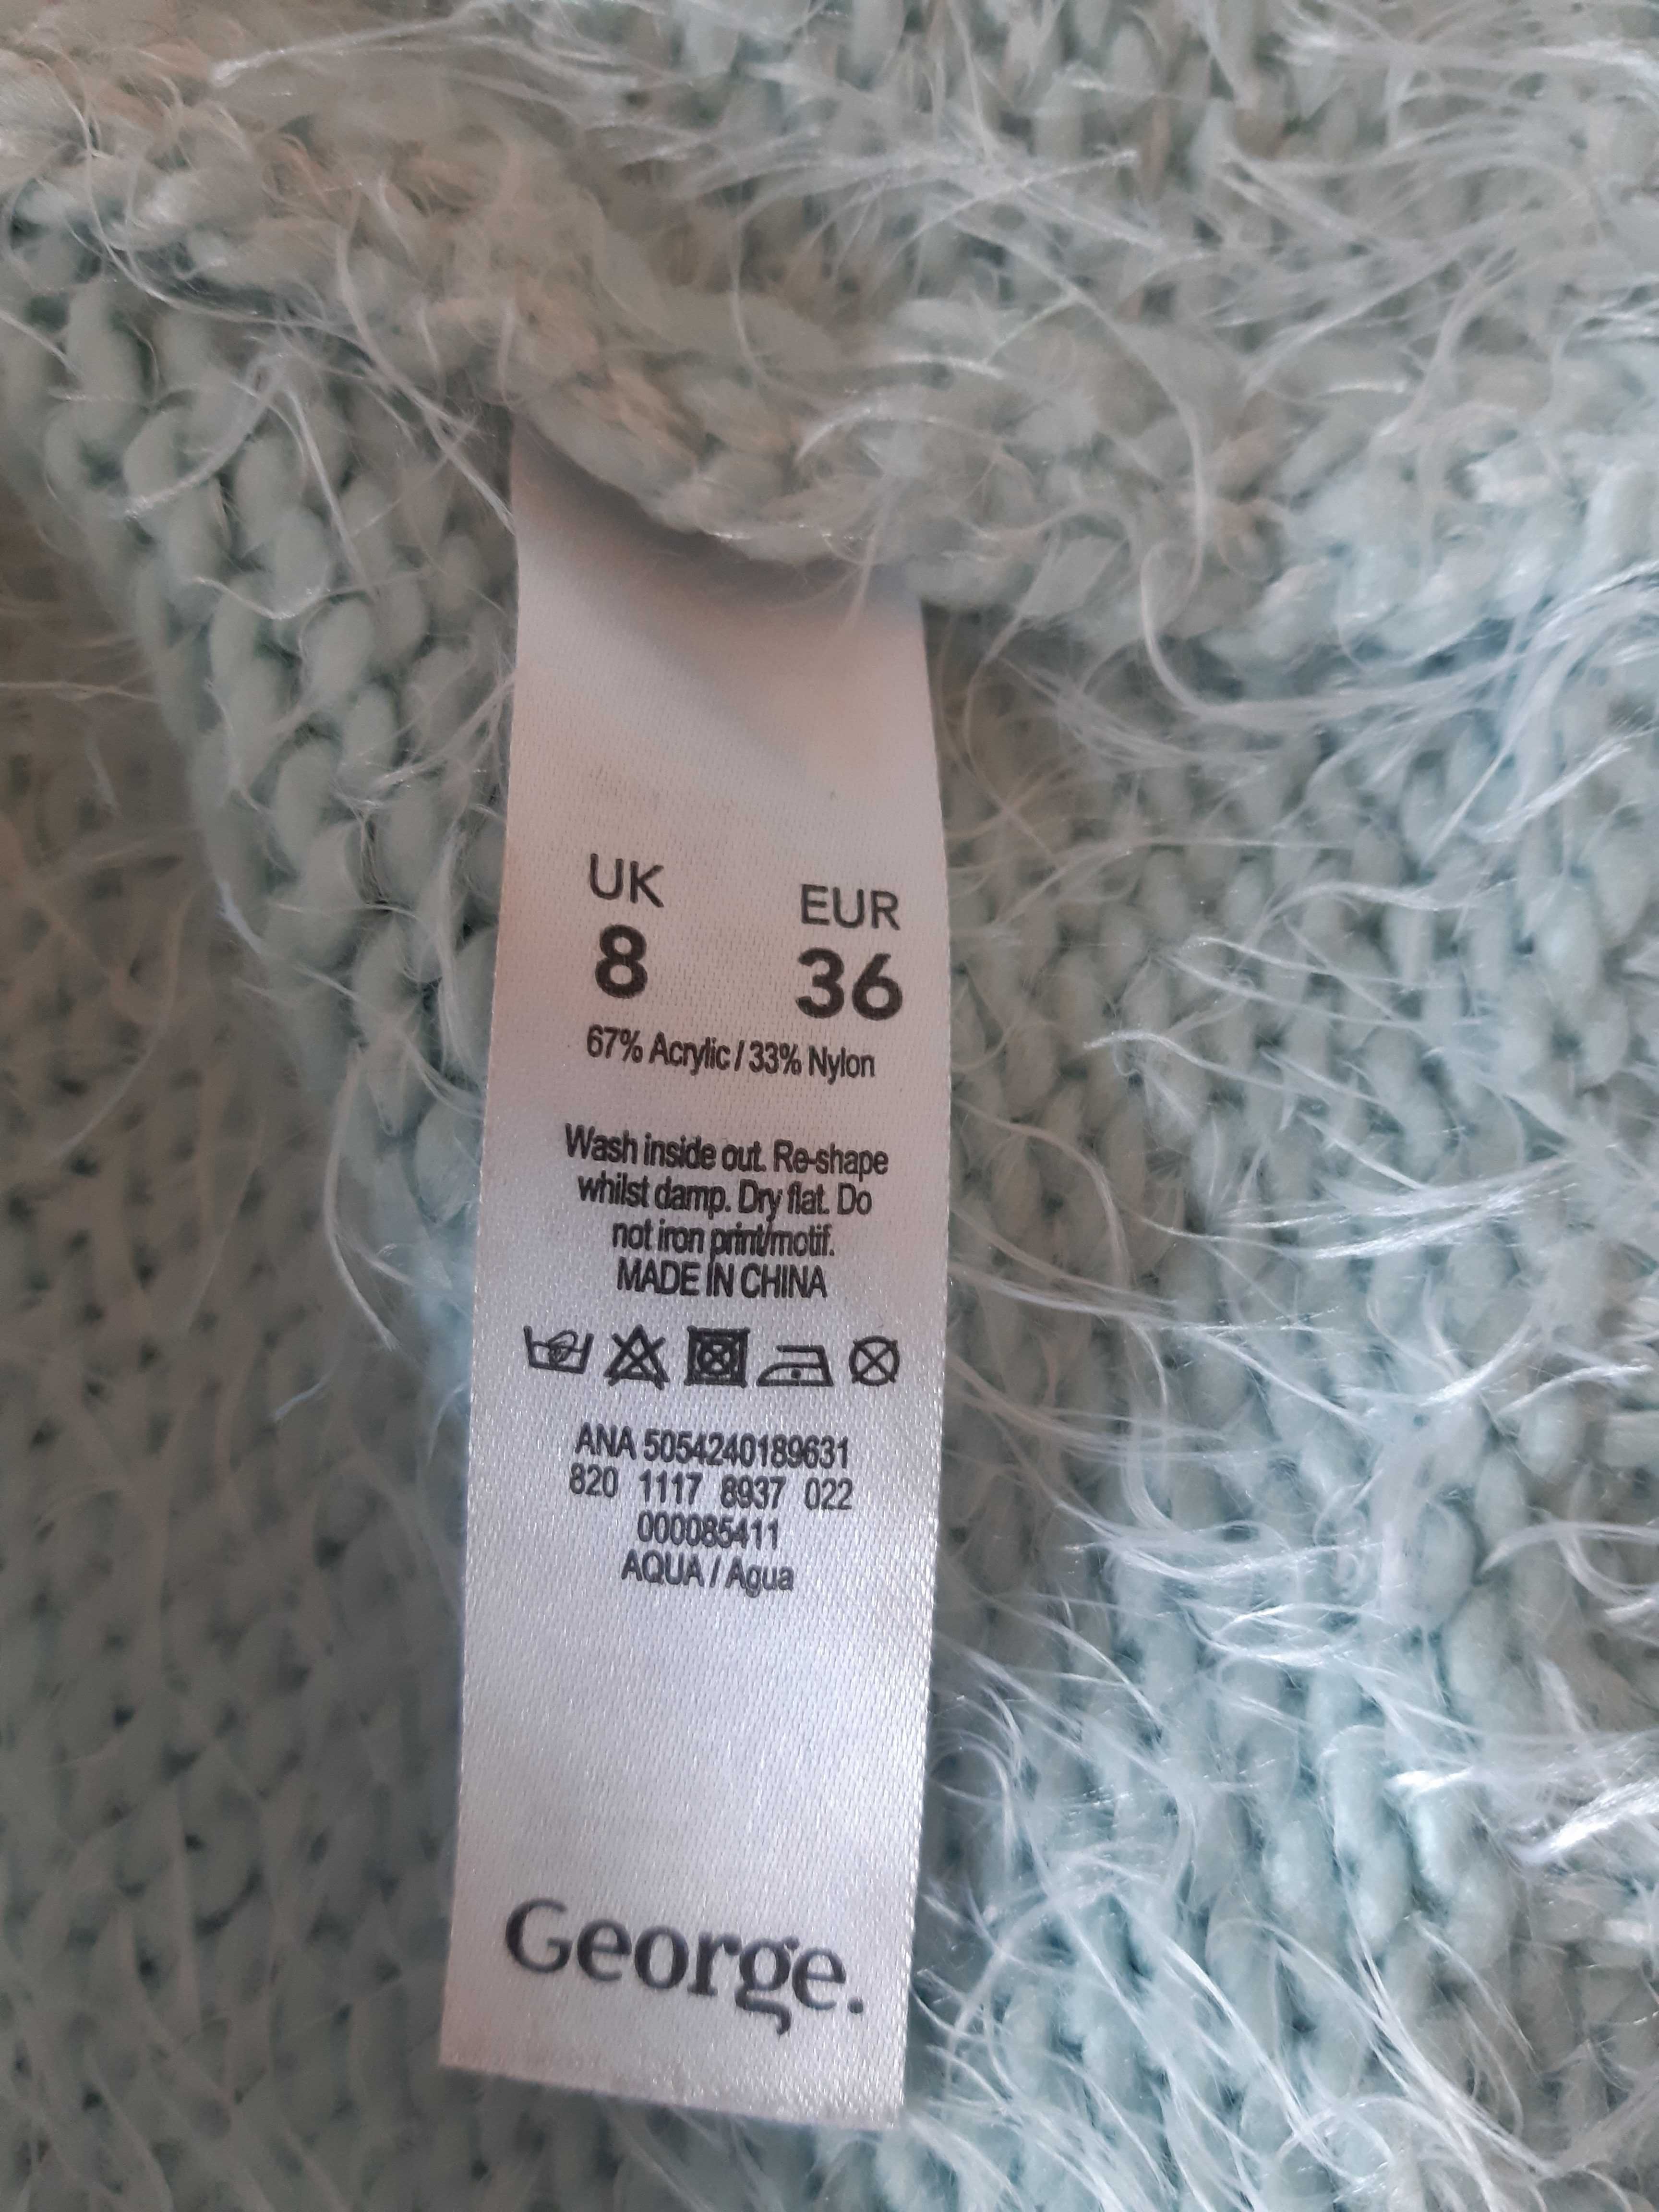 UK EUR
8 36
67% Acrylic / 33% Nylon
Wash inside out. Re-shape
whilst damp. Dry flat. Do
not iron print/motif.
MADE IN CHINA
ANA 5054240189631
820 1117 8937 022
000085411
AQUA / Agua
George.